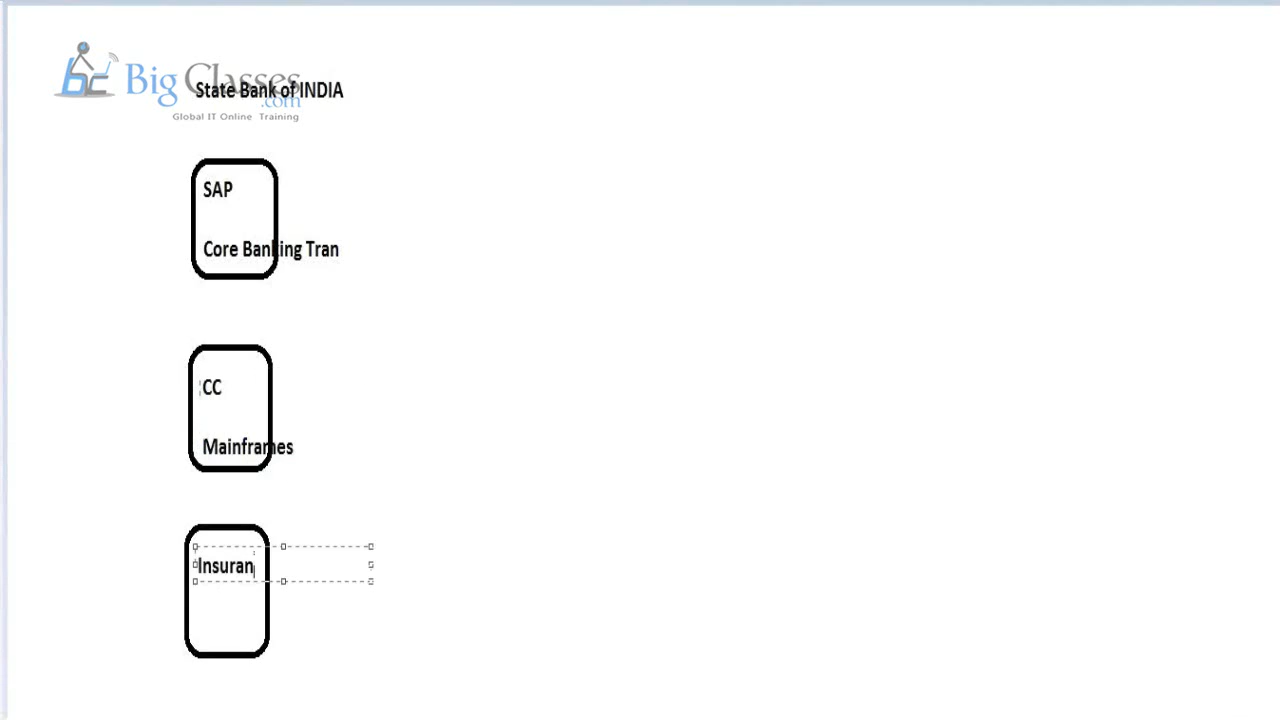 Big Classes
State Bank of INDIA
.com
Global IT Online Training
SAP
Core Banking Tran
CC
Mainframes
Insuran